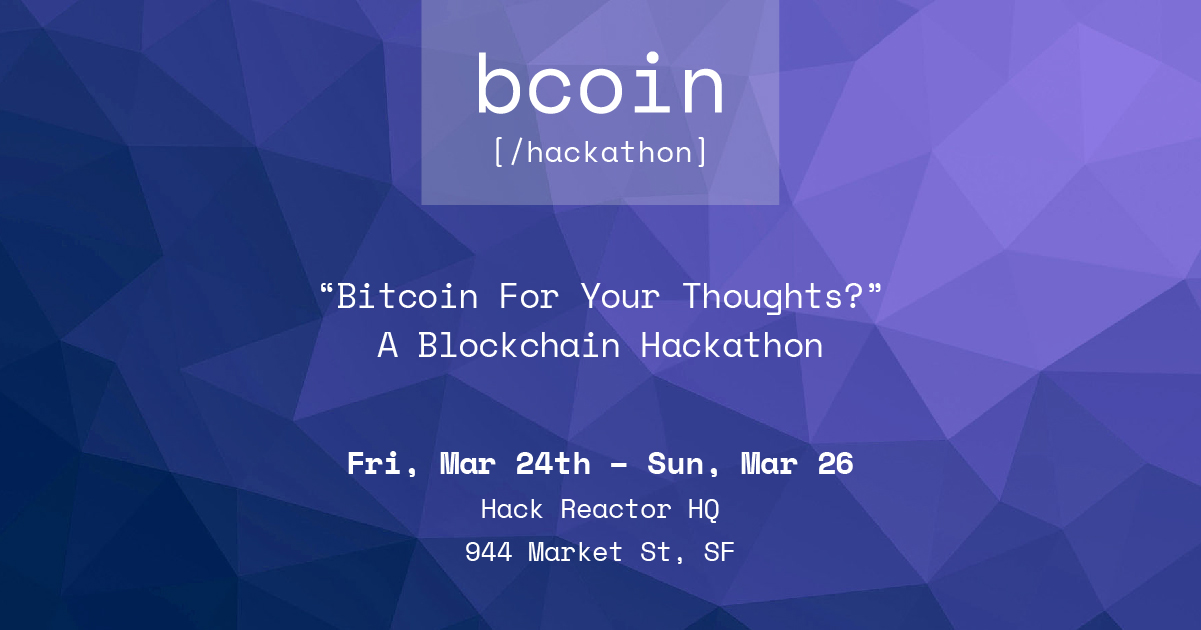 bcoin
[/hackathon]
“Bitcoin For Your Thoughts?”
A Blockchain Hackathon
Fri, Mar 24th – Sun, Mar 26
Hack Reactor HQ
944 Market St, SF